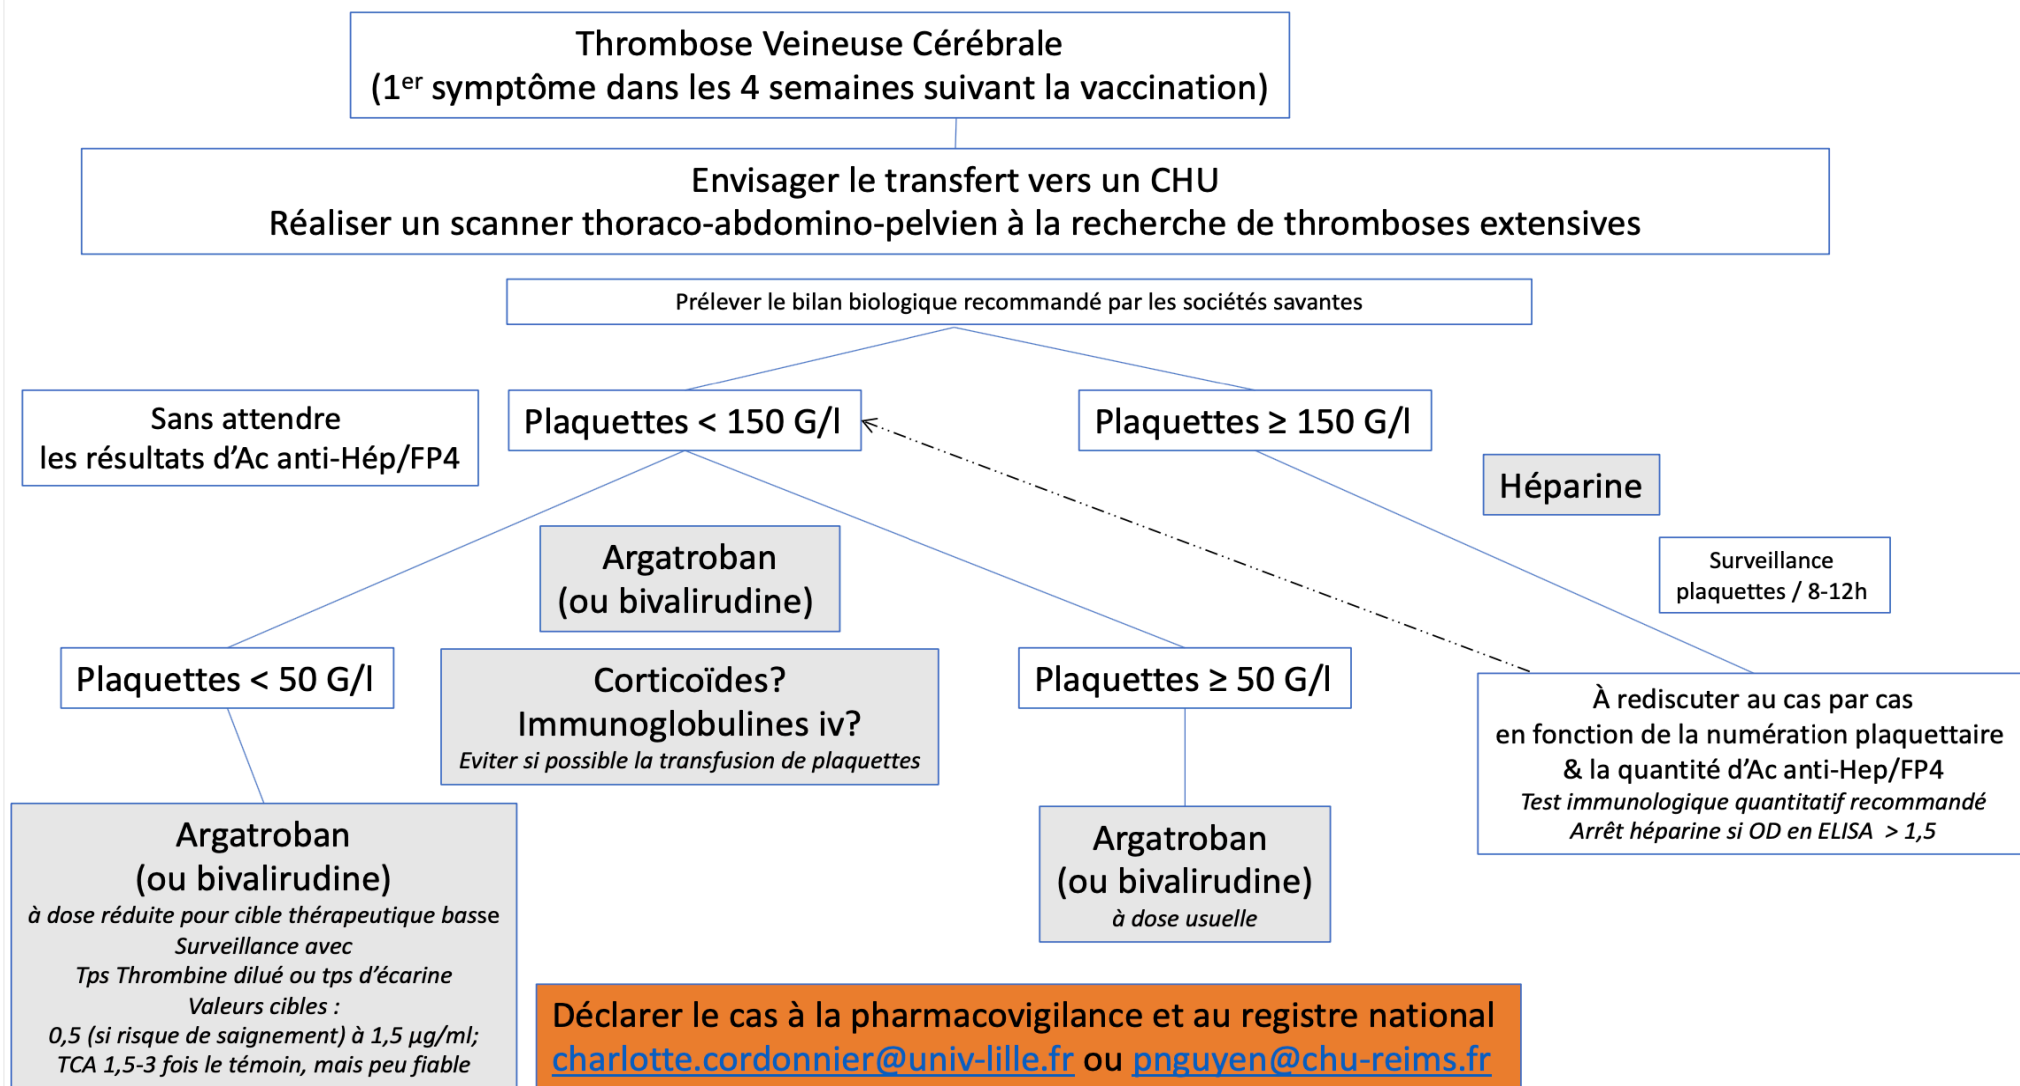 Thrombose Veineuse Cérébrale
(1er symptôme dans les 4 semaines suivant la vaccination)
Envisager le transfert vers un CHU
Réaliser un scanner thoraco-abdomino-pelvien à la recherche de thromboses extensives
Prélever le bilan biologique recommandé par les sociétés savantes
Sans attendre
les résultats d'Ac anti-Hép/FP4
Plaquettes < 150 G/l
Plaquettes ≥ 150 G/l
Héparine
Argatroban
(ou bivalirudine)
Surveillance
plaquettes / 8-12h
Plaquettes < 50 G/l
Corticoïdes?
Immunoglobulines iv?
Eviter si possible la transfusion de plaquettes
Plaquettes ≥ 50 G/l
À rediscuter au cas par cas
en fonction de la numération plaquettaire
& la quantité d'Ac anti-Hep/FP4
Test immunologique quantitatif recommandé
Arrêt héparine si OD en ELISA > 1,5
Argatroban
(ou bivalirudine)
à dose réduite pour cible thérapeutique basse
Surveillance avec
Tps Thrombine dilué ou tps d'écarine
Valeurs cibles :
0,5 (si risque de saignement) à 1,5 µg/ml;
TCA 1,5-3 fois le témoin, mais peu fiable
Argatroban
(ou bivalirudine)
à dose usuelle
Déclarer le cas à la pharmacovigilance et au registre national
charlotte.cordonnier@univ-lille.fr ou pnguyen@chu-reims.fr